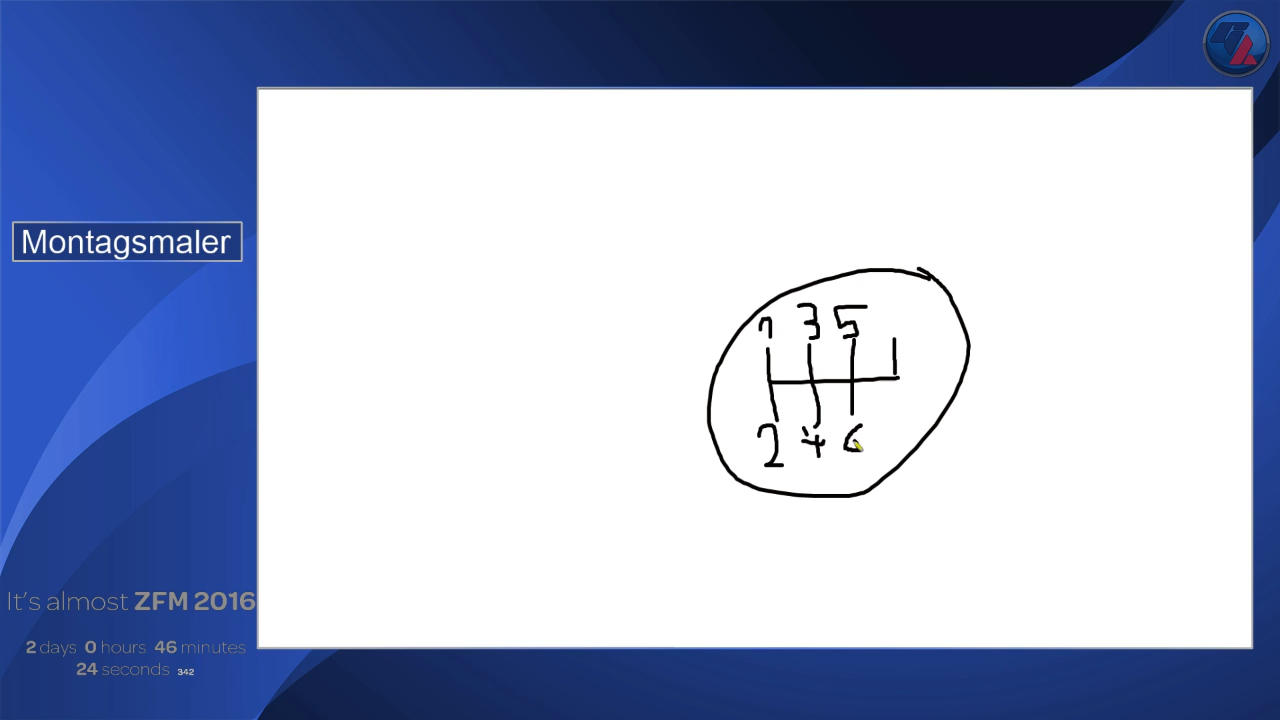 Montagsmaler
1 3 5
2 4 6
It's almost ZFM 2016
2 days 0 hours 46 minutes
24 seconds 342